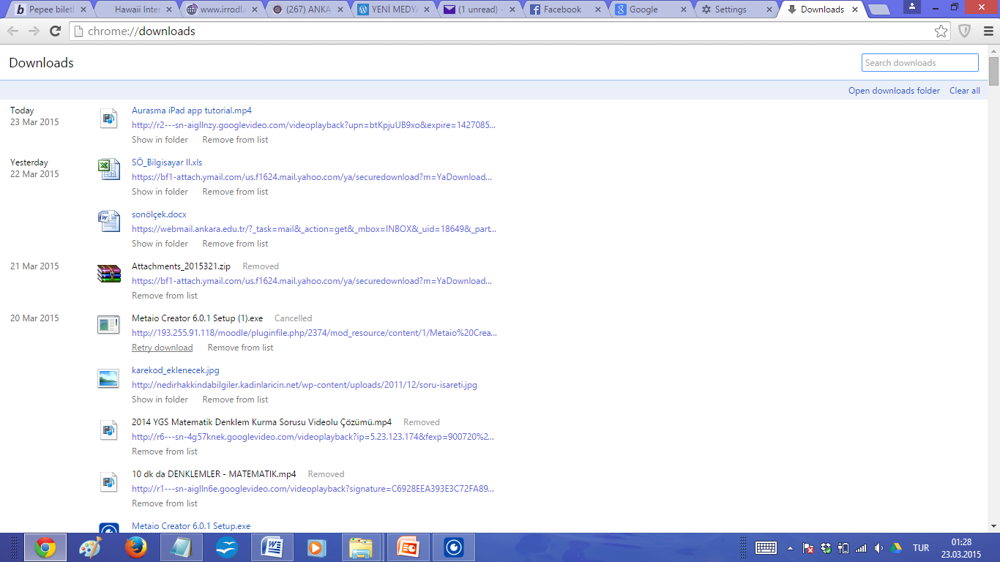 Pepee bileti
Hawaii Inter
www.irrodl.o
(267) ANKA
YENİ MEDYA
(1 unread) -
Facebook
Google
Settings
Downloads
chrome://downloads
Downloads
Search downloads
Open downloads folder Clear all
Today
23 Mar 2015
Aurasma iPad app tutorial.mp4
http://r2---sn-aigllnzy.googlevideo.com/videoplayback?upn=btKpjuUB9xo&expire=1427085...
Show in folder Remove from list
Yesterday
22 Mar 2015
SÖ_Bilgisayar II.xls
https://bf1-attach.ymail.com/us.f1624.mail.yahoo.com/ya/securedownload?m=YaDownload...
Show in folder Remove from list
sonölçek.docx
https://webmail.ankara.edu.tr/?_task=mail&_action=get&_mbox=INBOX&_uid=18649&_part...
Show in folder Remove from list
21 Mar 2015
Attachments_2015321.zip Removed
https://bf1-attach.ymail.com/us.f1624.mail.yahoo.com/ya/securedownload?m=YaDownload...
Remove from list
20 Mar 2015
Metaio Creator 6.0.1 Setup (1).exe Cancelled
http://193.255.91.118/moodle/pluginfile.php/2374/mod_resource/content/1/Metaio%20Crea...
Retry download Remove from list
karekod_eklenecek.jpg
http://nedirhakkindabilgiler.kadinlaricin.net/wp-content/uploads/2011/12/soru-isareti.jpg
Show in folder Remove from list
2014 YGS Matematik Denklem Kurma Sorusu Videolu Çözümü.mp4 Removed
http://r6---sn-4g57knek.googlevideo.com/videoplayback?ip=5.23.123.174&fexp=900720%2...
Remove from list
10 dk da DENKLEMLER - MATEMATIK.mp4 Removed
http://r1---sn-aiglln6e.googlevideo.com/videoplayback?signature=C6928EEA393E3C72FA89...
Remove from list
Metaio Creator 6.0.1 Setup.exe
TUR
01:28
23.03.2015